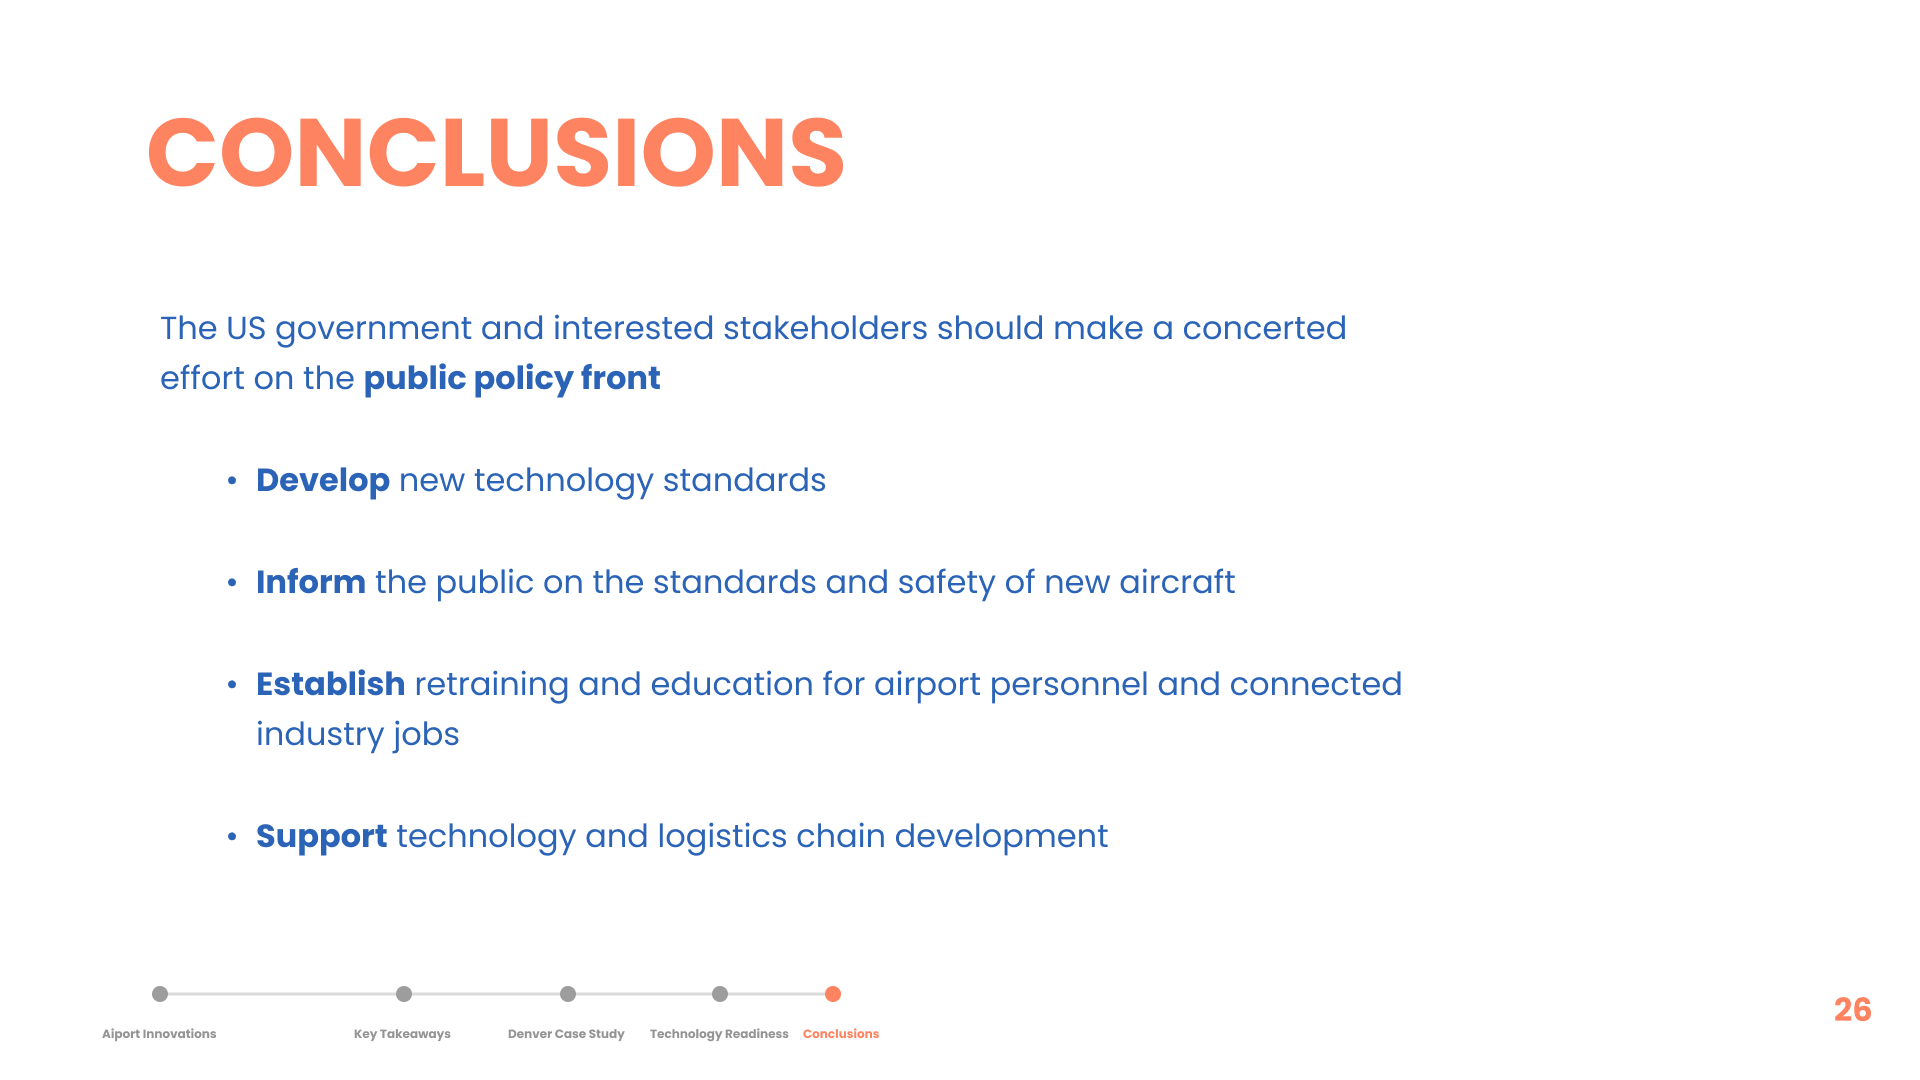 CONCLUSIONS
The US government and interested stakeholders should make a concerted
effort on the public policy front
• Develop new technology standards
• Inform the public on the standards and safety of new aircraft
• Establish retraining and education for airport personnel and connected
industry jobs
• Support technology and logistics chain development
Aiport Innovations
Key Takeaways
Denver Case Study
Technology Readiness
Conclusions
26